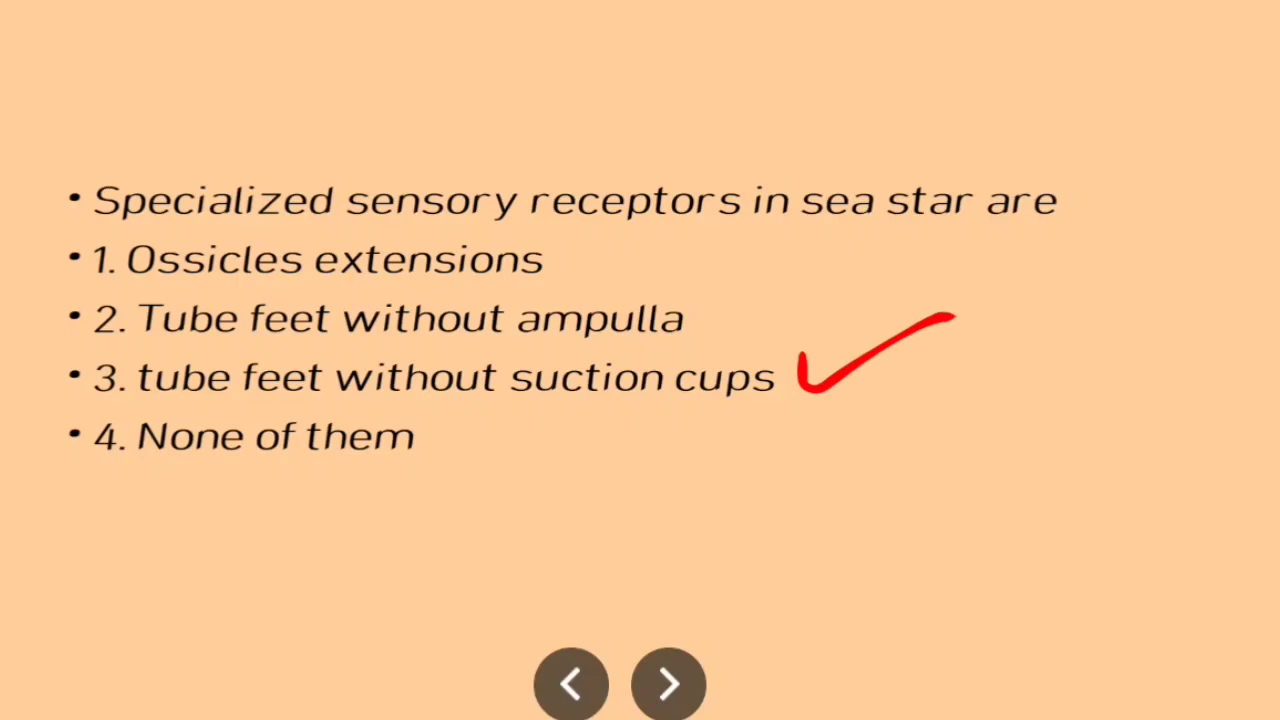 • Specialized sensory receptors in sea star are
• 1. Ossicles extensions
• 2. Tube feet without ampulla
• 3. tube feet without suction cups
• 4. None of them